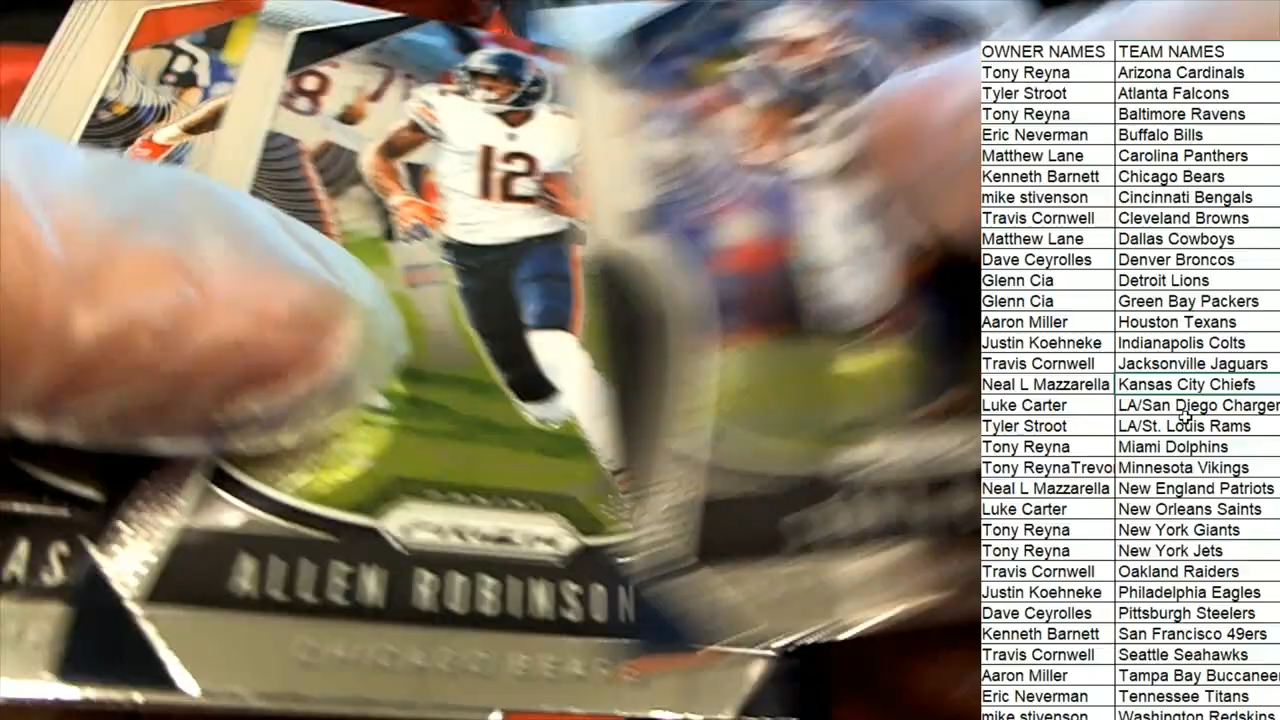 OWNER NAMES TEAM NAMES
Tony Reyna Arizona Cardinals
Tyler Stroot Atlanta Falcons
Tony Reyna Baltimore Ravens
Eric Neverman Buffalo Bills
Matthew Lane Carolina Panthers
Kenneth Barnett Chicago Bears
mike stivenson Cincinnati Bengals
Travis Cornwell Cleveland Browns
Matthew Lane Dallas Cowboys
Dave Ceyrolles Denver Broncos
Glenn Cia Detroit Lions
Glenn Cia Green Bay Packers
Aaron Miller Houston Texans
Justin Koehneke Indianapolis Colts
Travis Cornwell Jacksonville Jaguars
Neal L Mazzarella Kansas City Chiefs
Luke Carter LA/San Diego Charger
Tyler Stroot LA/St. Louis Rams
Tony Reyna Miami Dolphins
Tony ReynaTrevo Minnesota Vikings
Neal L Mazzarella New England Patriots
Luke Carter New Orleans Saints
Tony Reyna New York Giants
Tony Reyna New York Jets
Travis Cornwell Oakland Raiders
Justin Koehneke Philadelphia Eagles
Dave Ceyrolles Pittsburgh Steelers
Kenneth Barnett San Francisco 49ers
Travis Cornwell Seattle Seahawks
Aaron Miller Tampa Bay Buccanee
Eric Neverman Tennessee Titans
mike stivenson Washington Redskins
12
PRIZM
AS
ALLEN ROBINSON
CHICAGO BEARS